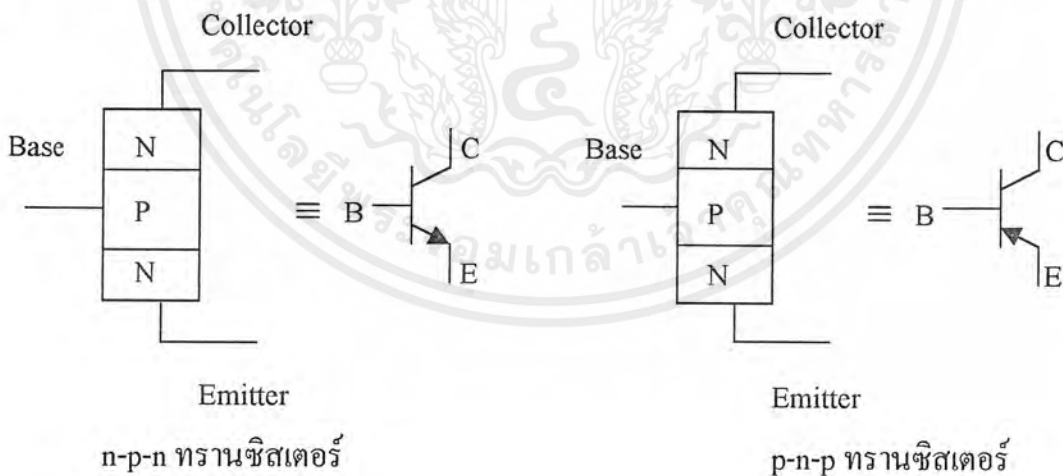 Collector
Base
N
P
N
≡
B
C
E
Emitter
n-p-n ทรานซิสเตอร์
Collector
Base
N
P
N
≡
B
C
E
Emitter
p-n-p ทรานซิสเตอร์